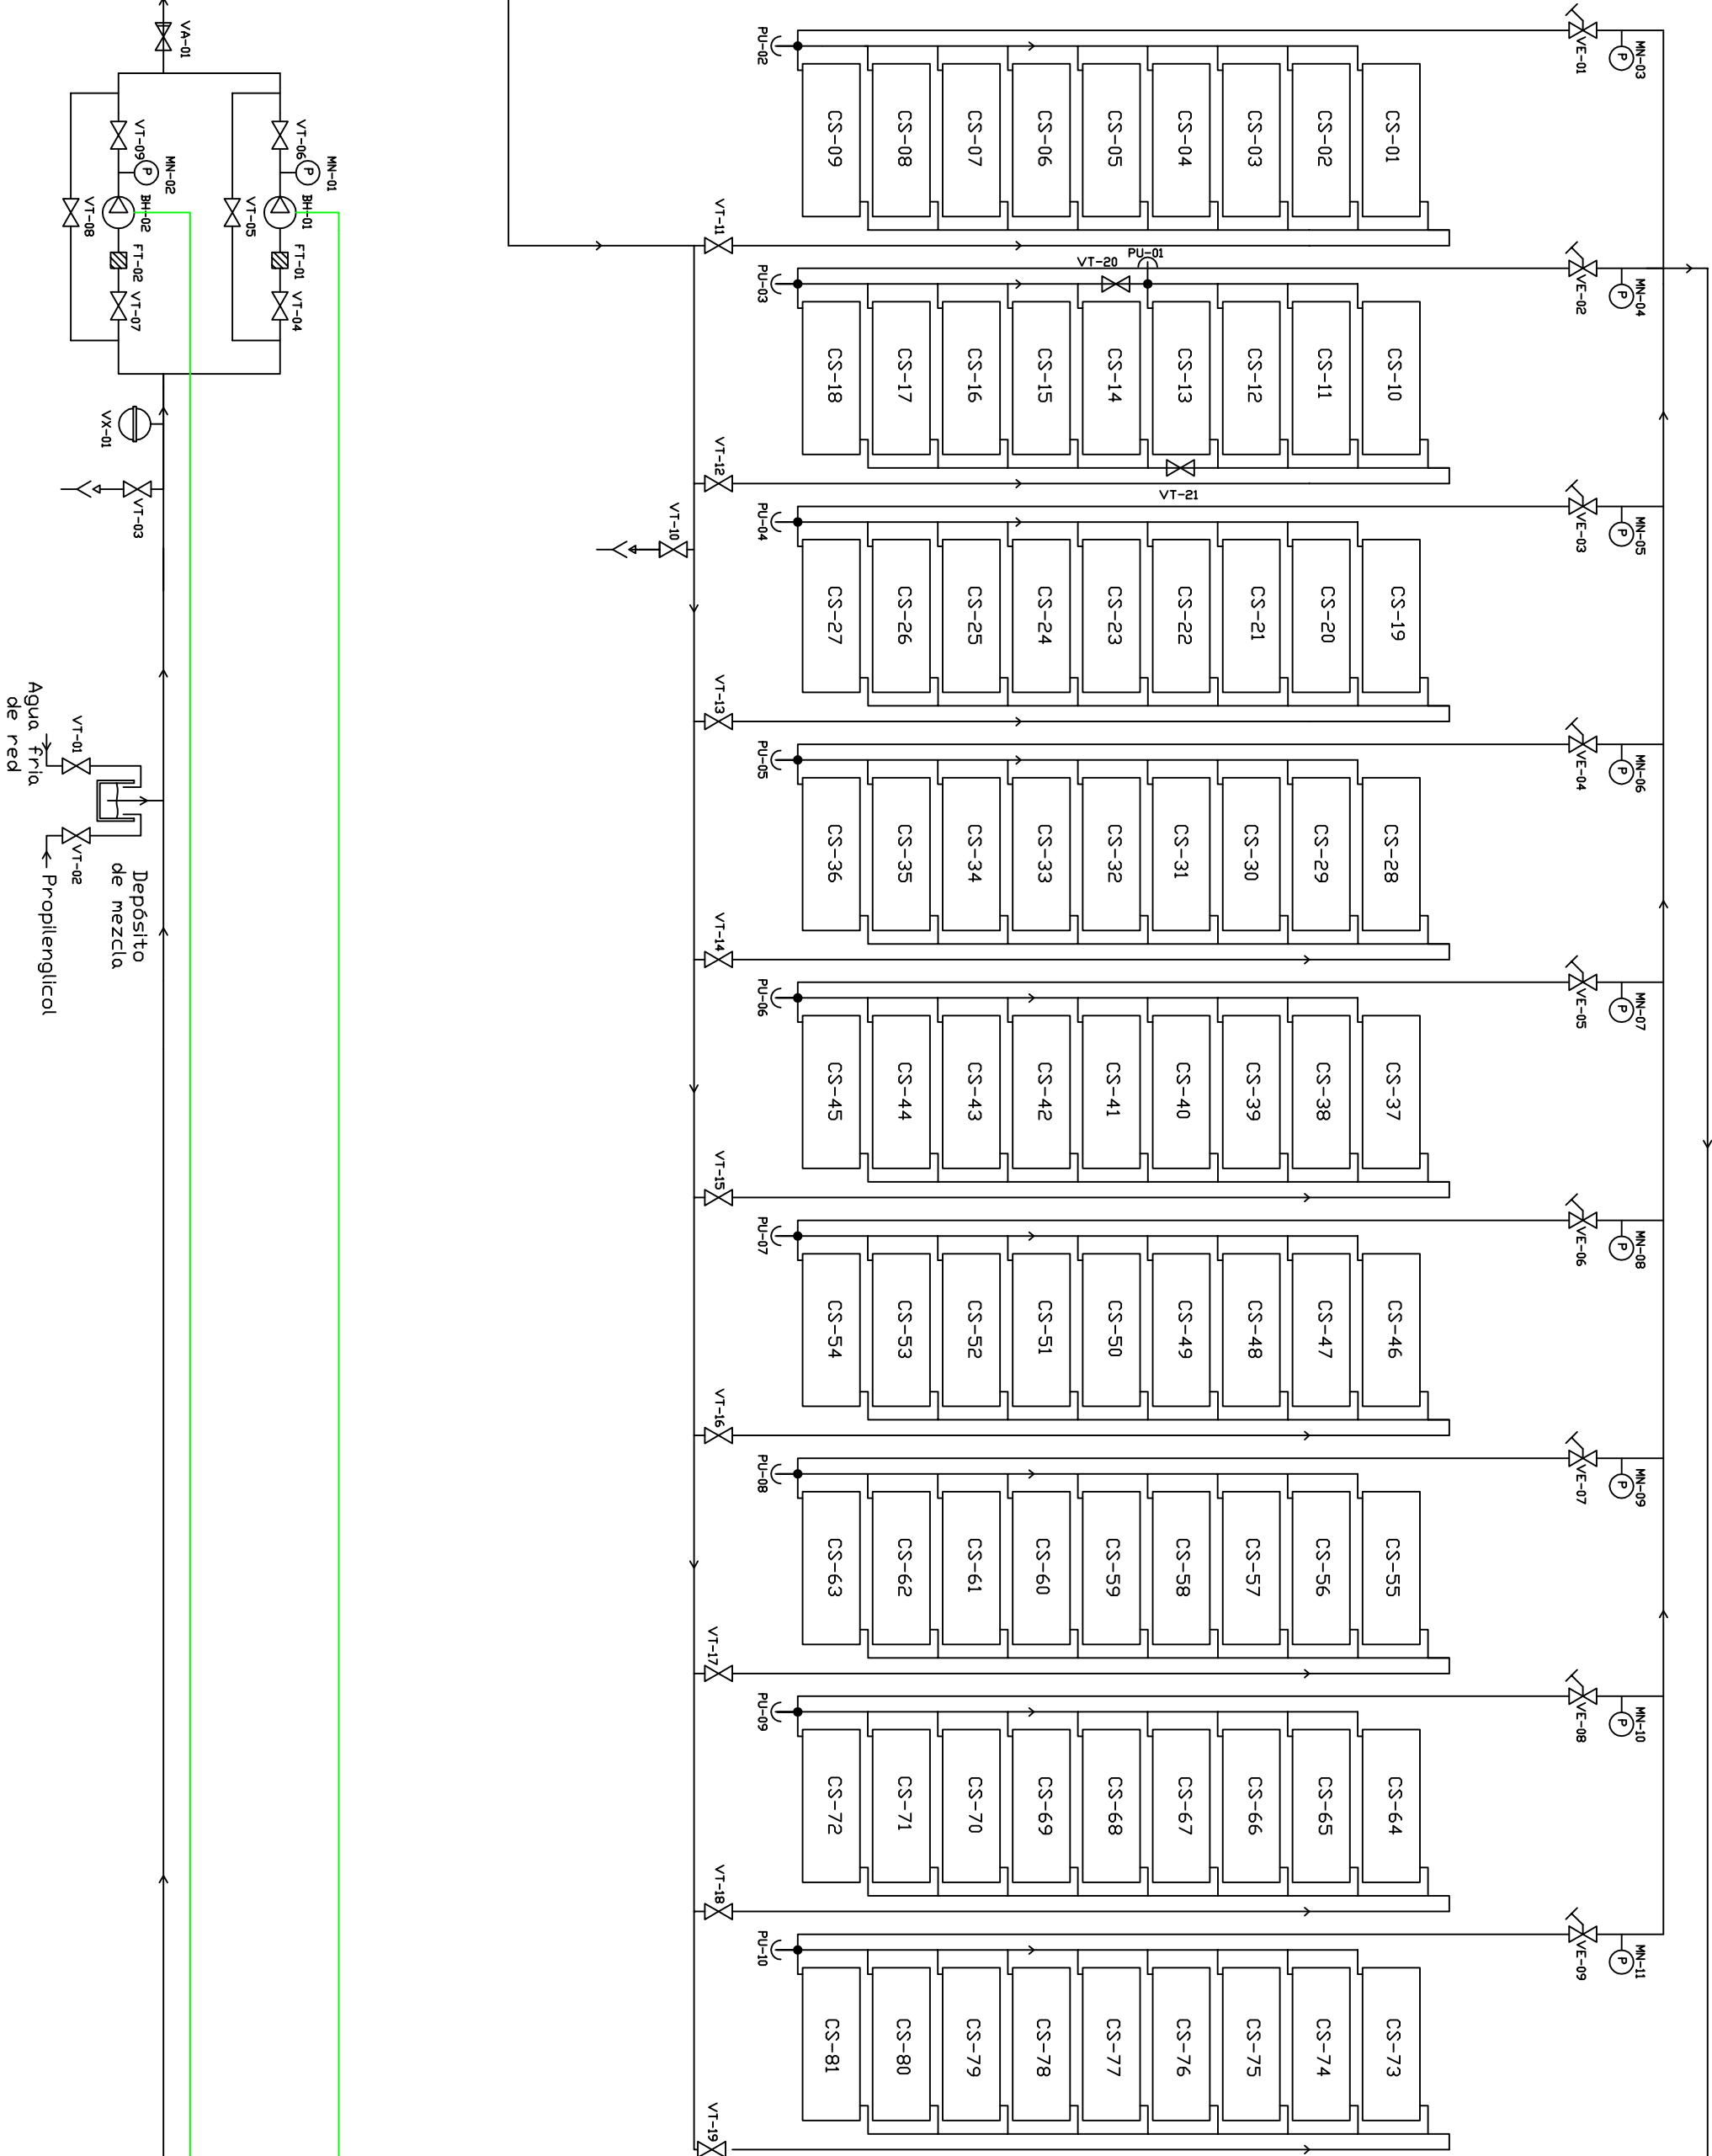 VA-01
VT-09
MN-02
P
BH-02
VT-08
FT-02
VT-07
VT-06
MN-01
P
BH-01
VT-05
FT-01
VT-04
VX-01
VT-03
VT-01
Agua fria
de red
VT-02
Propilenglicol
Depósito
de mezcla
VT-10
PU-02
CS-09
CS-08
CS-07
CS-06
CS-05
CS-04
CS-03
CS-02
CS-01
VE-01
MN-03
P
VT-11
PU-03
VT-20
PU-01
CS-18
CS-17
CS-16
CS-15
CS-14
CS-13
CS-12
CS-11
CS-10
VE-02
MN-04
P
VT-12
VT-21
PU-04
CS-27
CS-26
CS-25
CS-24
CS-23
CS-22
CS-21
CS-20
CS-19
VE-03
MN-05
P
VT-13
PU-05
CS-36
CS-35
CS-34
CS-33
CS-32
CS-31
CS-30
CS-29
CS-28
VE-04
MN-06
P
VT-14
PU-06
CS-45
CS-44
CS-43
CS-42
CS-41
CS-40
CS-39
CS-38
CS-37
VE-05
MN-07
P
VT-15
PU-07
CS-54
CS-53
CS-52
CS-51
CS-50
CS-49
CS-48
CS-47
CS-46
VE-06
MN-08
P
VT-16
PU-08
CS-63
CS-62
CS-61
CS-60
CS-59
CS-58
CS-57
CS-56
CS-55
VE-07
MN-09
P
VT-17
PU-09
CS-72
CS-71
CS-70
CS-69
CS-68
CS-67
CS-66
CS-65
CS-64
VE-08
MN-10
P
VT-18
PU-10
CS-81
CS-80
CS-79
CS-78
CS-77
CS-76
CS-75
CS-74
CS-73
VE-09
MN-11
P
VT-19